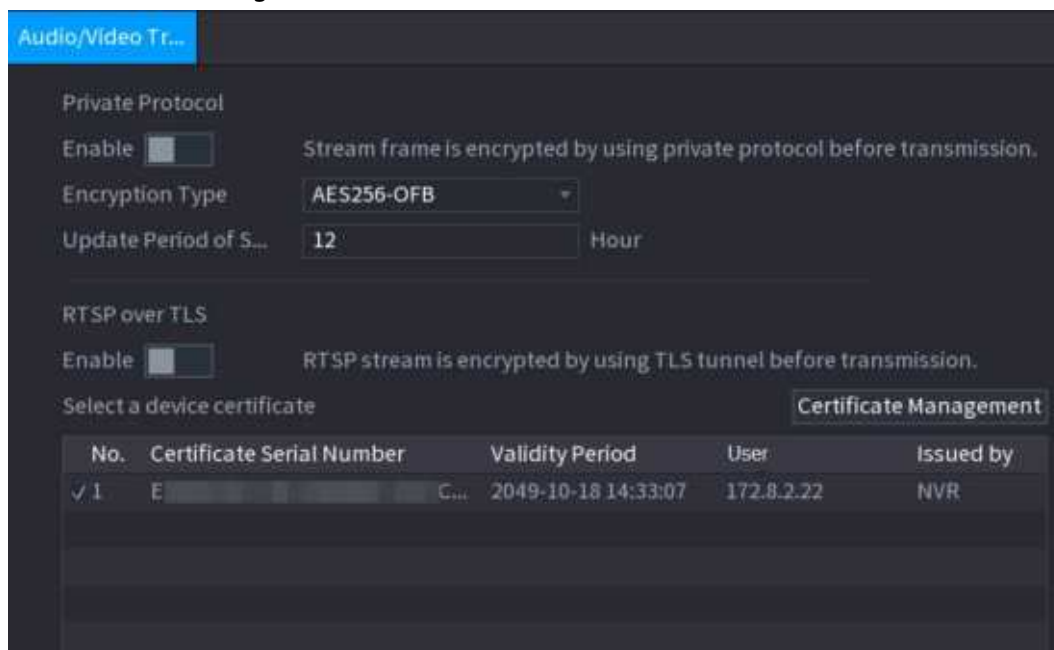 Audio/Video Tr...
Private Protocol
Enable Stream frame is encrypted by using private protocol before transmission.
Encryption Type AES256-OFB
Update Period of S... 12 Hour
RTSP over TLS
Enable RTSP stream is encrypted by using TLS tunnel before transmission.
Select a device certificate Certificate Management
No. Certificate Serial Number Validity Period User Issued by
✓ 1 E C... 2049-10-18 14:33:07 172.8.2.22 NVR